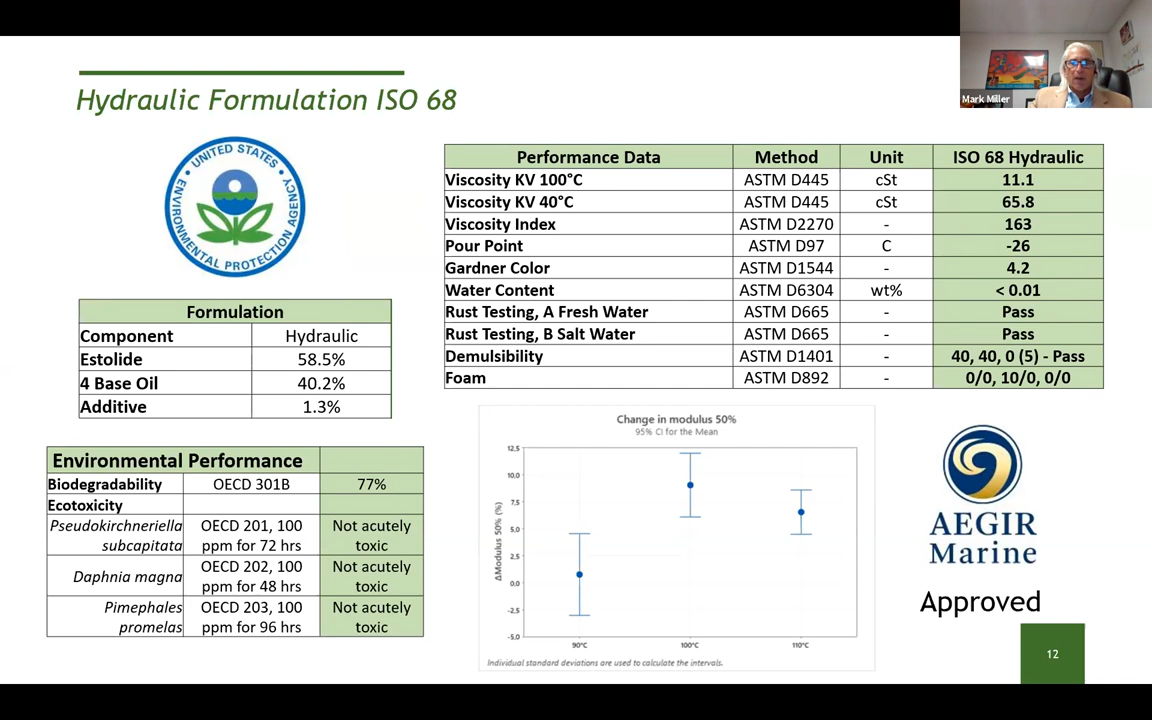 Mark Miller
Hydraulic Formulation ISO 68
UNITED STATES
ENVIRONMENTAL PROTECTION AGENCY
Formulation
Component Hydraulic
Estolide 58.5%
4 Base Oil 40.2%
Additive 1.3%
Environmental Performance
Biodegradability OECD 301B 77%
Ecotoxicity
Pseudokirchneriella OECD 201, 100 Not acutely
subcapitata ppm for 72 hrs toxic
Daphnia magna OECD 202, 100 Not acutely
ppm for 48 hrs toxic
Pimephales OECD 203, 100 Not acutely
promelas ppm for 96 hrs toxic
Performance Data Method Unit ISO 68 Hydraulic
Viscosity KV 100°C ASTM D445 cSt 11.1
Viscosity KV 40°C ASTM D445 cSt 65.8
Viscosity Index ASTM D2270 - 163
Pour Point ASTM D97 C -26
Gardner Color ASTM D1544 - 4.2
Water Content ASTM D6304 wt% < 0.01
Rust Testing, A Fresh Water ASTM D665 - Pass
Rust Testing, B Salt Water ASTM D665 - Pass
Demulsibility ASTM D1401 - 40, 40, 0 (5) - Pass
Foam ASTM D892 - 0/0, 10/0, 0/0
Change in modulus 50%
95% CI for the Mean
ΔModulus 50% (%)
12,5
10,0
7,5
5,0
2,5
0,0
-2,5
-5,0
90°C 100°C 110°C
Individual standard deviations are used to calculate the intervals.
AEGIR
Marine
Approved
12